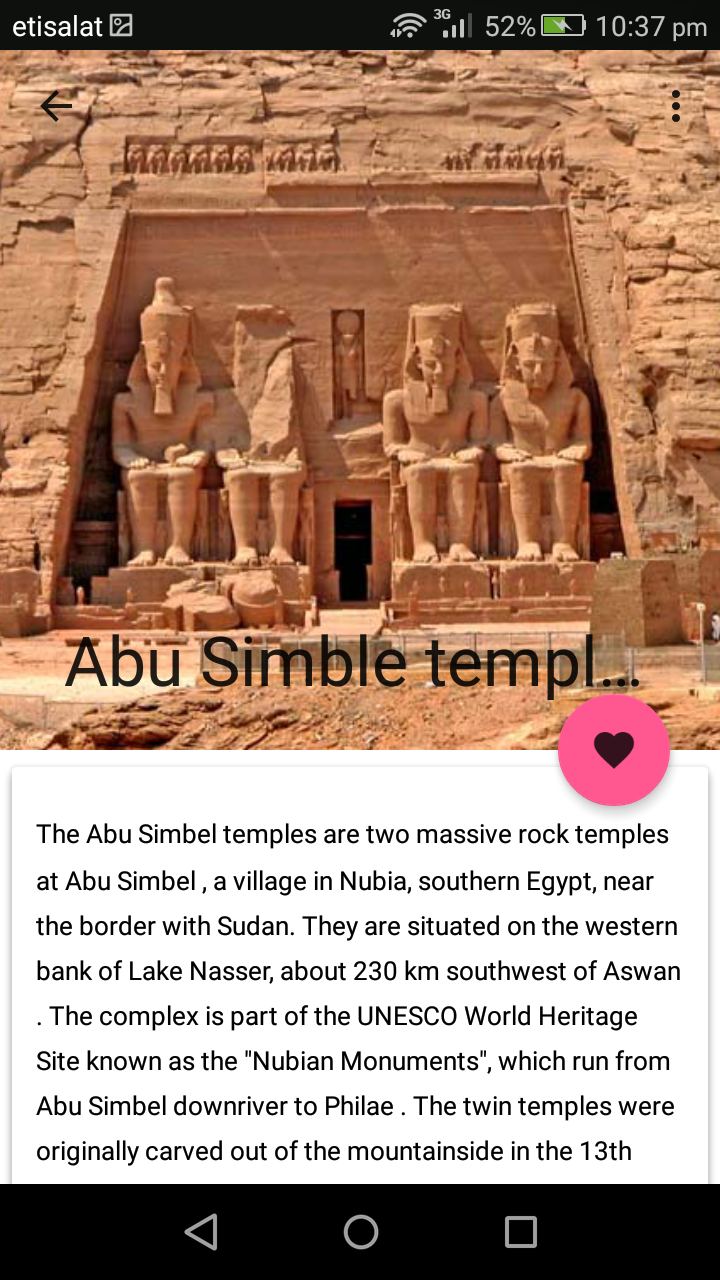 etisalat 3G 52% 10:37 pm
Abu Simble templ...
The Abu Simbel temples are two massive rock temples
at Abu Simbel , a village in Nubia, southern Egypt, near
the border with Sudan. They are situated on the western
bank of Lake Nasser, about 230 km southwest of Aswan
. The complex is part of the UNESCO World Heritage
Site known as the "Nubian Monuments", which run from
Abu Simbel downriver to Philae . The twin temples were
originally carved out of the mountainside in the 13th